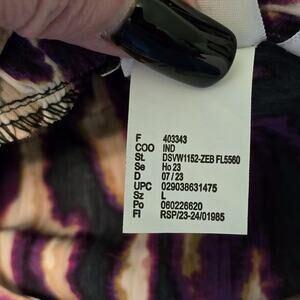 F 403343
COO IND
St. DSVW1152-ZEB FL5560
Se Ho 23
D 07 / 23
UPC 029038631475
Sz L
Po 060226620
FI RSP/23-24/01985